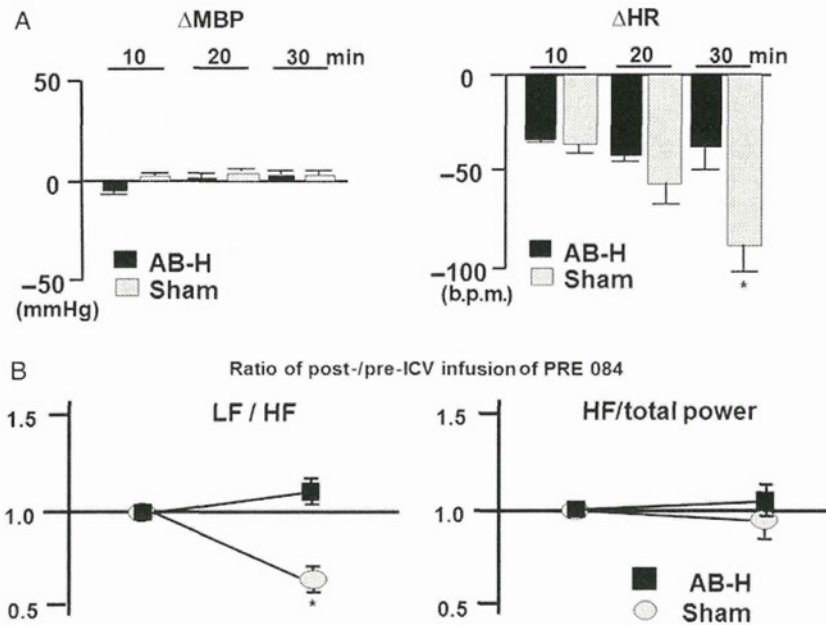 A
ΔMBP
10 20 30 min
50
0
−50
(mmHg)
AB-H
Sham
ΔHR
10 20 30 min
0
−50
−100
(b.p.m.)
AB-H
Sham
*
B
Ratio of post-/pre-ICV infusion of PRE 084
LF / HF
1.5
1.0
0.5
*
HF/total power
1.5
1.0
0.5
AB-H
Sham